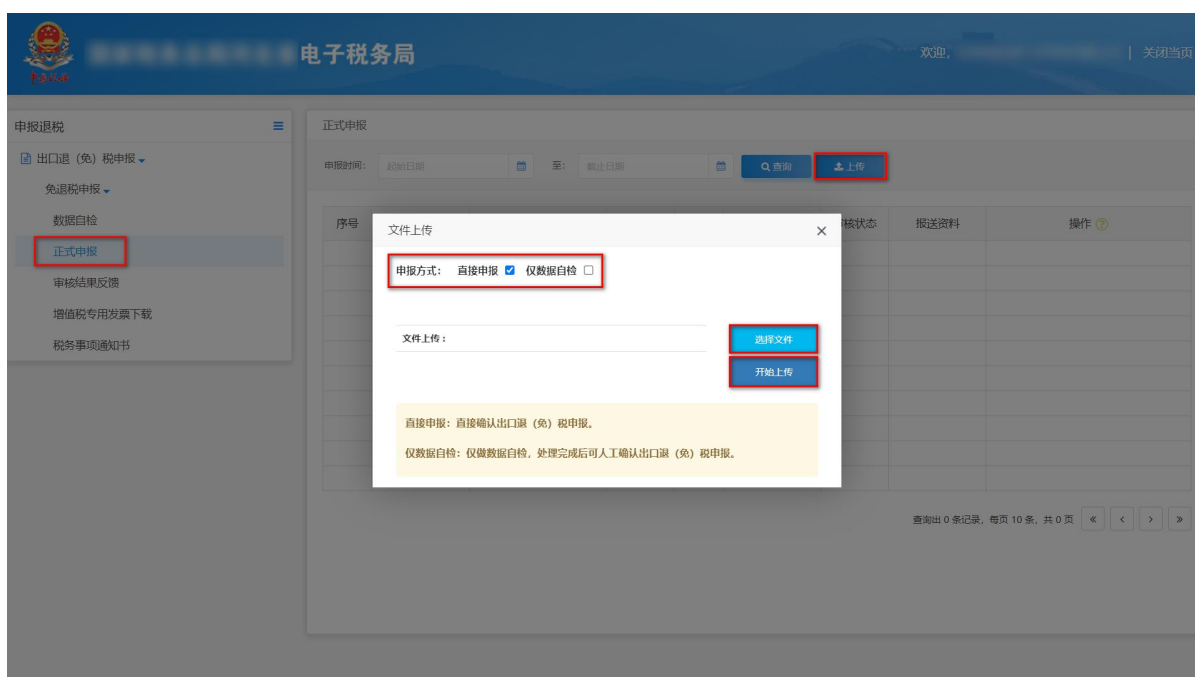 电子税务局
欢迎,
| 关闭当页
申报退税
出口退（免）税申报
免退税申报
数据自检
正式申报
审核结果反馈
增值税专用发票下载
税务事项通知书
正式申报
申报时间： 起始日期 至： 截止日期 查询 上传
序号 核状态 报送资料 操作
文件上传 ×
申报方式： 直接申报 仅数据自检
文件上传： 选择文件
开始上传
直接申报：直接确认出口退（免）税申报。
仅数据自检：仅做数据自检，处理完成后可人工确认出口退（免）税申报。
查询出 0 条记录, 每页 10 条, 共 0 页 « ‹ › »